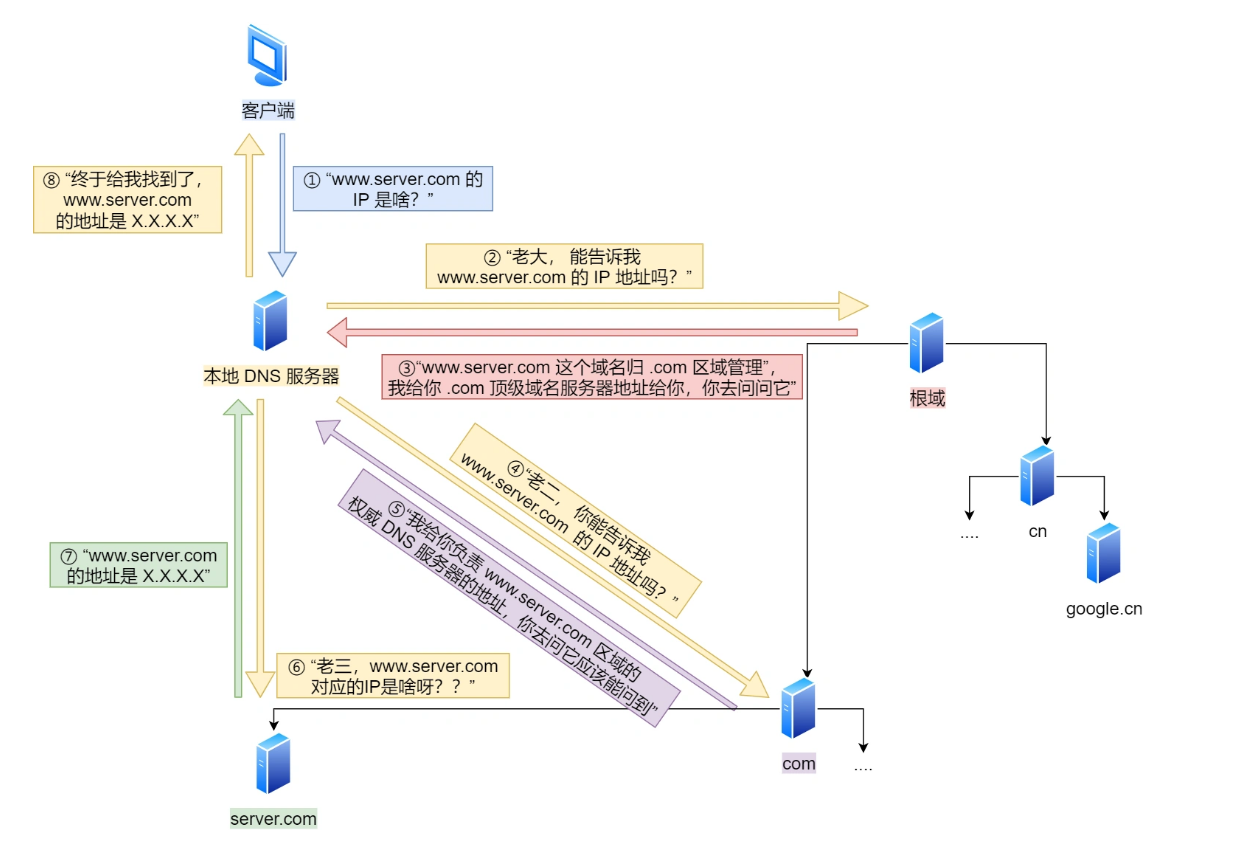 客户端
① “www.server.com 的
IP 是啥？”
⑧ “终于给我找到了，
www.server.com
的地址是 X.X.X.X”
② “老大， 能告诉我
www.server.com 的 IP 地址吗？”
本地 DNS 服务器
③“www.server.com 这个域名归 .com 区域管理”，
我给你 .com 顶级域名服务器地址给你，你去问问它”
根域
④“老二， 你能告诉我
www.server.com 的 IP 地址吗？”
⑤“我给你负责 www.server.com 区域的
权威 DNS 服务器的地址，你去问它应该能问到”
....
cn
google.cn
⑦ “www.server.com
的地址是 X.X.X.X”
⑥ “老三，www.server.com
对应的IP是啥呀？？”
com
....
server.com